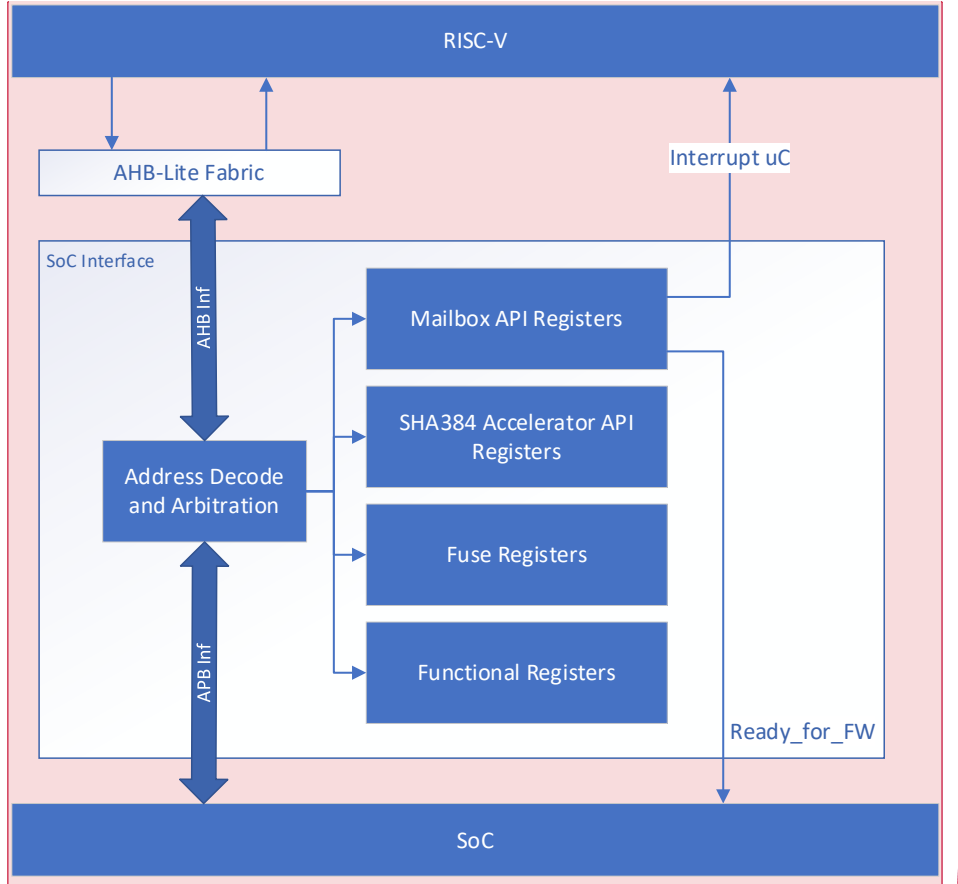 RISC-V
AHB-Lite Fabric
Interrupt uC
SoC Interface
AHB Inf
Mailbox API Registers
SHA384 Accelerator API
Registers
Address Decode
and Arbitration
Fuse Registers
APB Inf
Functional Registers
Ready_for_FW
SoC